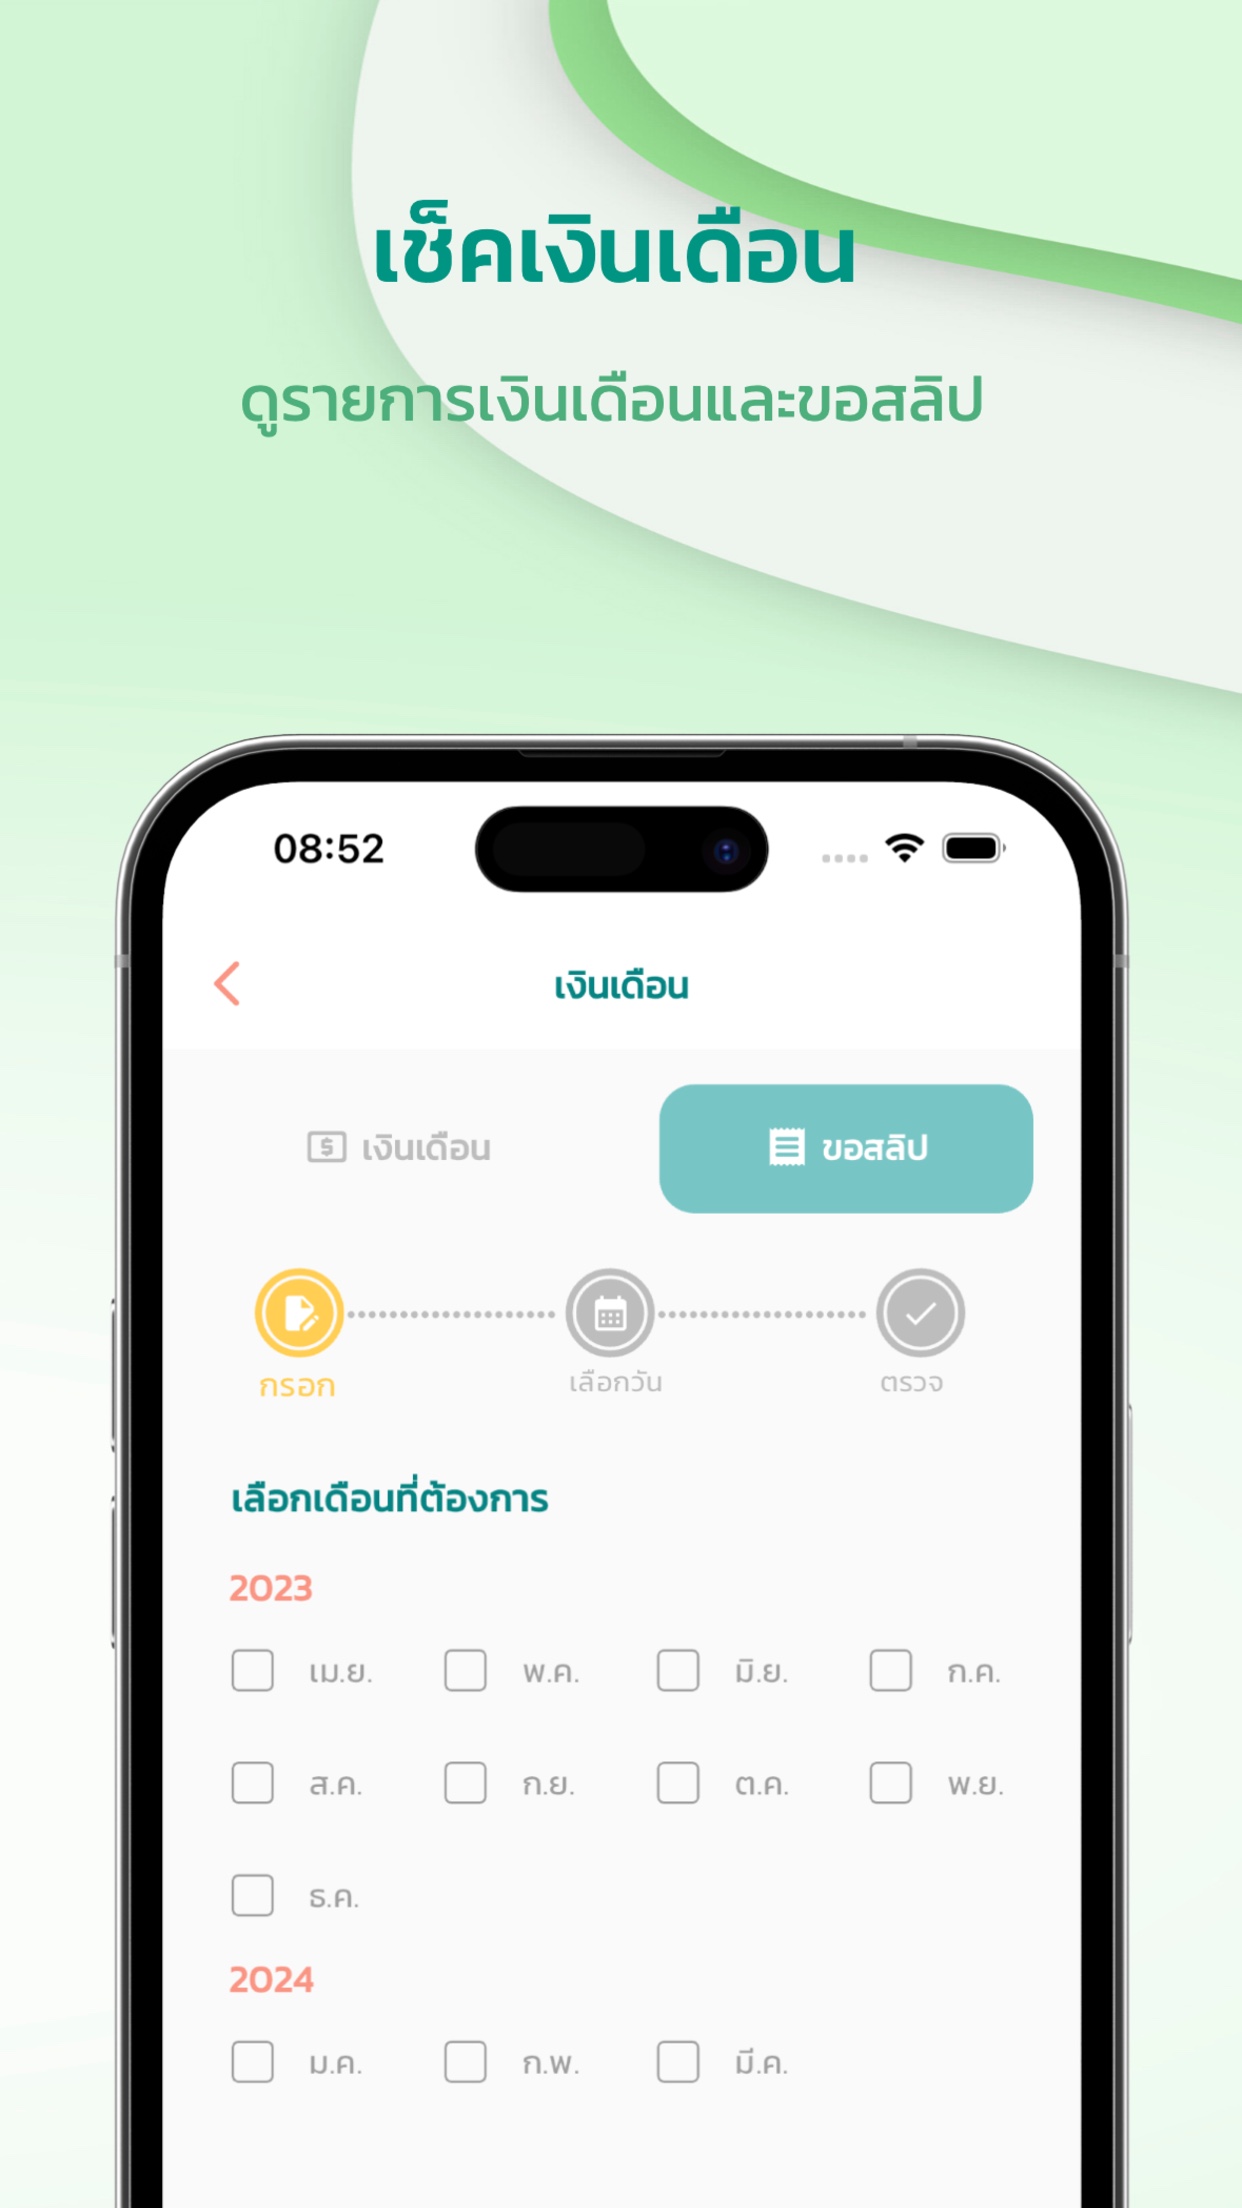 เช็คเงินเดือน
ดูรายการเงินเดือนและขอสลิป
08:52
เงินเดือน
เงินเดือน ขอสลิป
กรอก เลือกวัน ตรวจ
เลือกเดือนที่ต้องการ
2023
เม.ย. พ.ค. มิ.ย. ก.ค.
ส.ค. ก.ย. ต.ค. พ.ย.
ธ.ค.
2024
ม.ค. ก.พ. มี.ค.